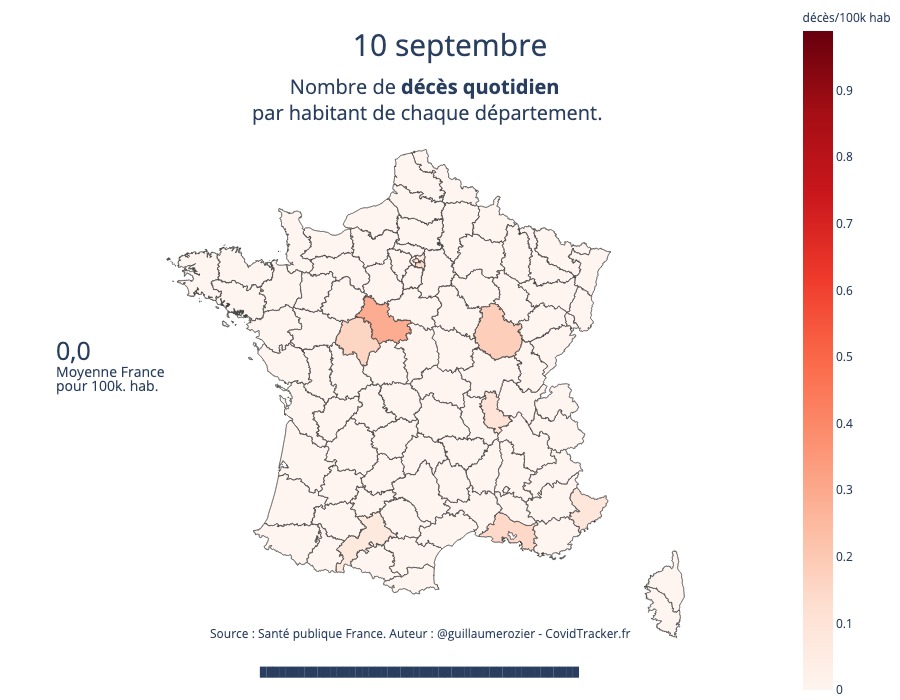 décès/100k hab
10 septembre
Nombre de décès quotidien
par habitant de chaque département.
0.9
0.8
0.7
0.6
0.5
0.4
0.3
0.2
0.1
0
0,0
Moyenne France
pour 100k. hab.
Source : Santé publique France. Auteur : @guillaumerozier - CovidTracker.fr